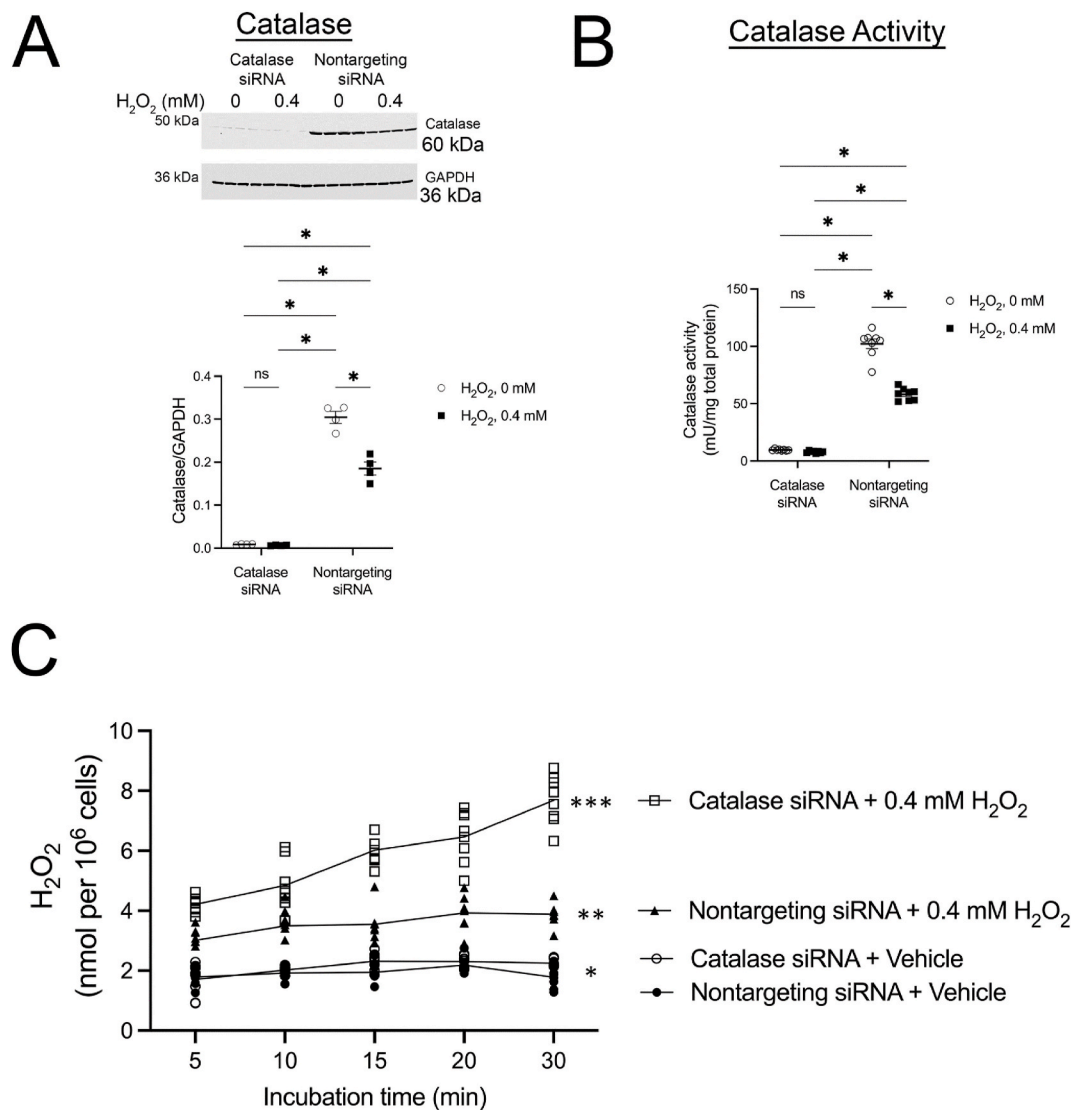 A
Catalase
Catalase
siRNA
Nontargeting
siRNA
H₂O₂ (mM) 0 0.4 0 0.4
50 kDa
Catalase
60 kDa
36 kDa
GAPDH
36 kDa
*
*
*
*
ns
*
0.4
0.3
0.2
0.1
0.0
Catalase/GAPDH
H₂O₂, 0 mM
H₂O₂, 0.4 mM
Catalase
siRNA
Nontargeting
siRNA
B
Catalase Activity
*
*
*
*
ns
*
150
100
50
0
Catalase activity
(mU/mg total protein)
H₂O₂, 0 mM
H₂O₂, 0.4 mM
Catalase
siRNA
Nontargeting
siRNA
C
10
8
6
4
2
0
H₂O₂
(nmol per 10⁶ cells)
5 10 15 20 30
Incubation time (min)
*** Catalase siRNA + 0.4 mM H₂O₂
** Nontargeting siRNA + 0.4 mM H₂O₂
Catalase siRNA + Vehicle
*
Nontargeting siRNA + Vehicle